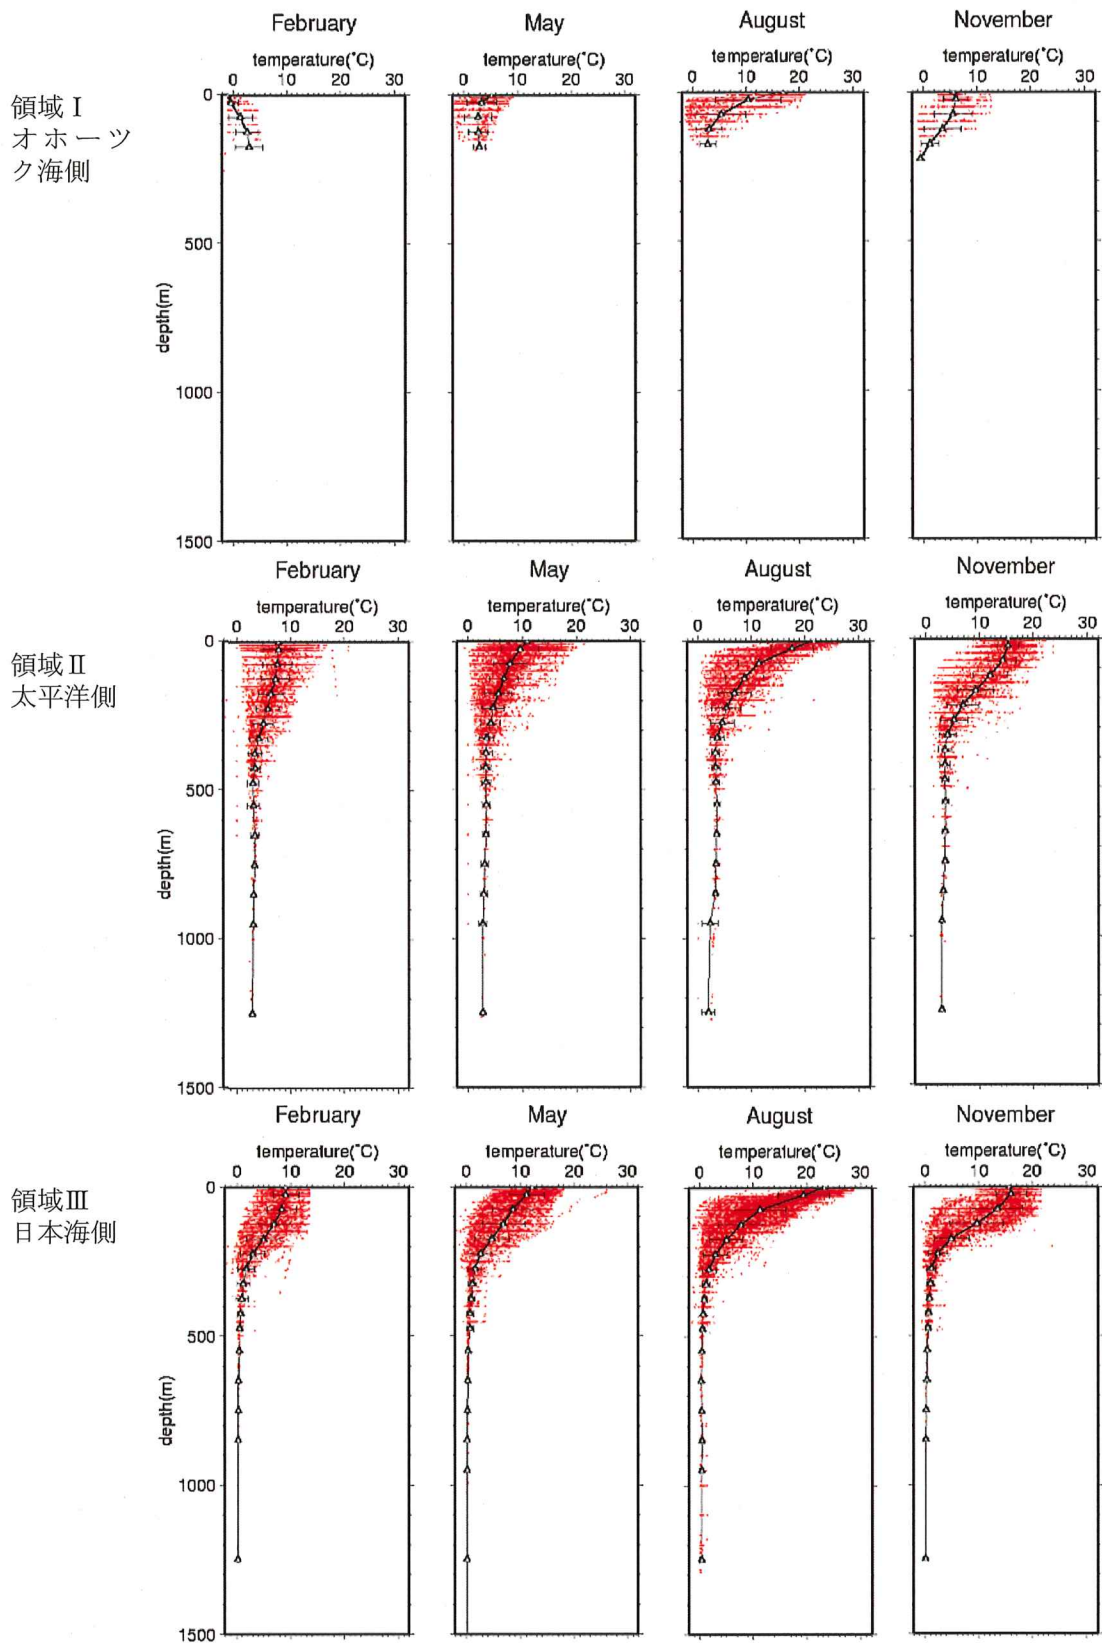 February May August November
temperature(°C) temperature(°C) temperature(°C) temperature(°C)
0 10 20 30 0 10 20 30 0 10 20 30 0 10 20 30
0
領域Ⅰ
オホーツ
ク海側
500
depth(m)
1000
1500
February May August November
temperature(°C) temperature(°C) temperature(°C) temperature(°C)
0 10 20 30 0 10 20 30 0 10 20 30 0 10 20 30
0
領域Ⅱ
太平洋側
500
depth(m)
1000
1500
February May August November
temperature(°C) temperature(°C) temperature(°C) temperature(°C)
0 10 20 30 0 10 20 30 0 10 20 30 0 10 20 30
0
領域Ⅲ
日本海側
500
depth(m)
1000
1500